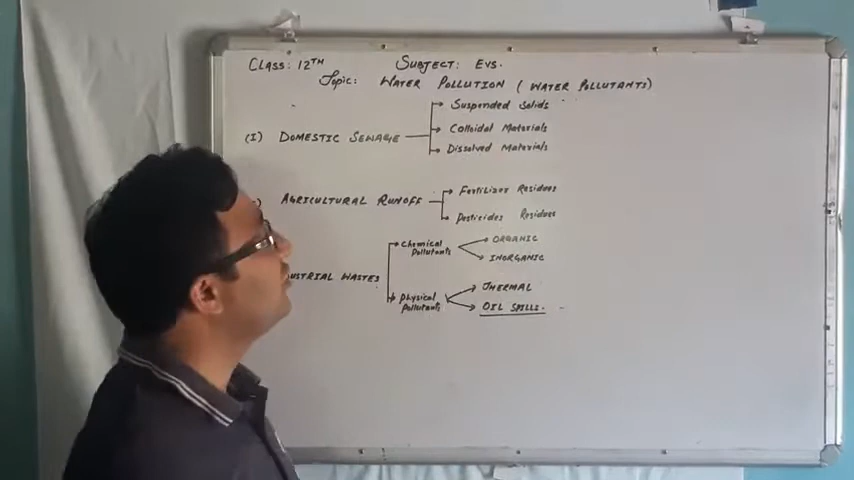 CLASS: 12TH SUBJECT: EVS.
Topic: WATER POLLUTION ( WATER POLLUTANTS)
(I) DOMESTIC SEWAGE
Suspended Solids
Colloidal Materials
Dissolved Materials
AGRICULTURAL RUNOFF
Fertilizer Residues
Pesticides Residues
USTRIAL WASTES
Chemical Pollutants
ORGANIC
INORGANIC
Physical Pollutants
THERMAL
OIL SPILLS.